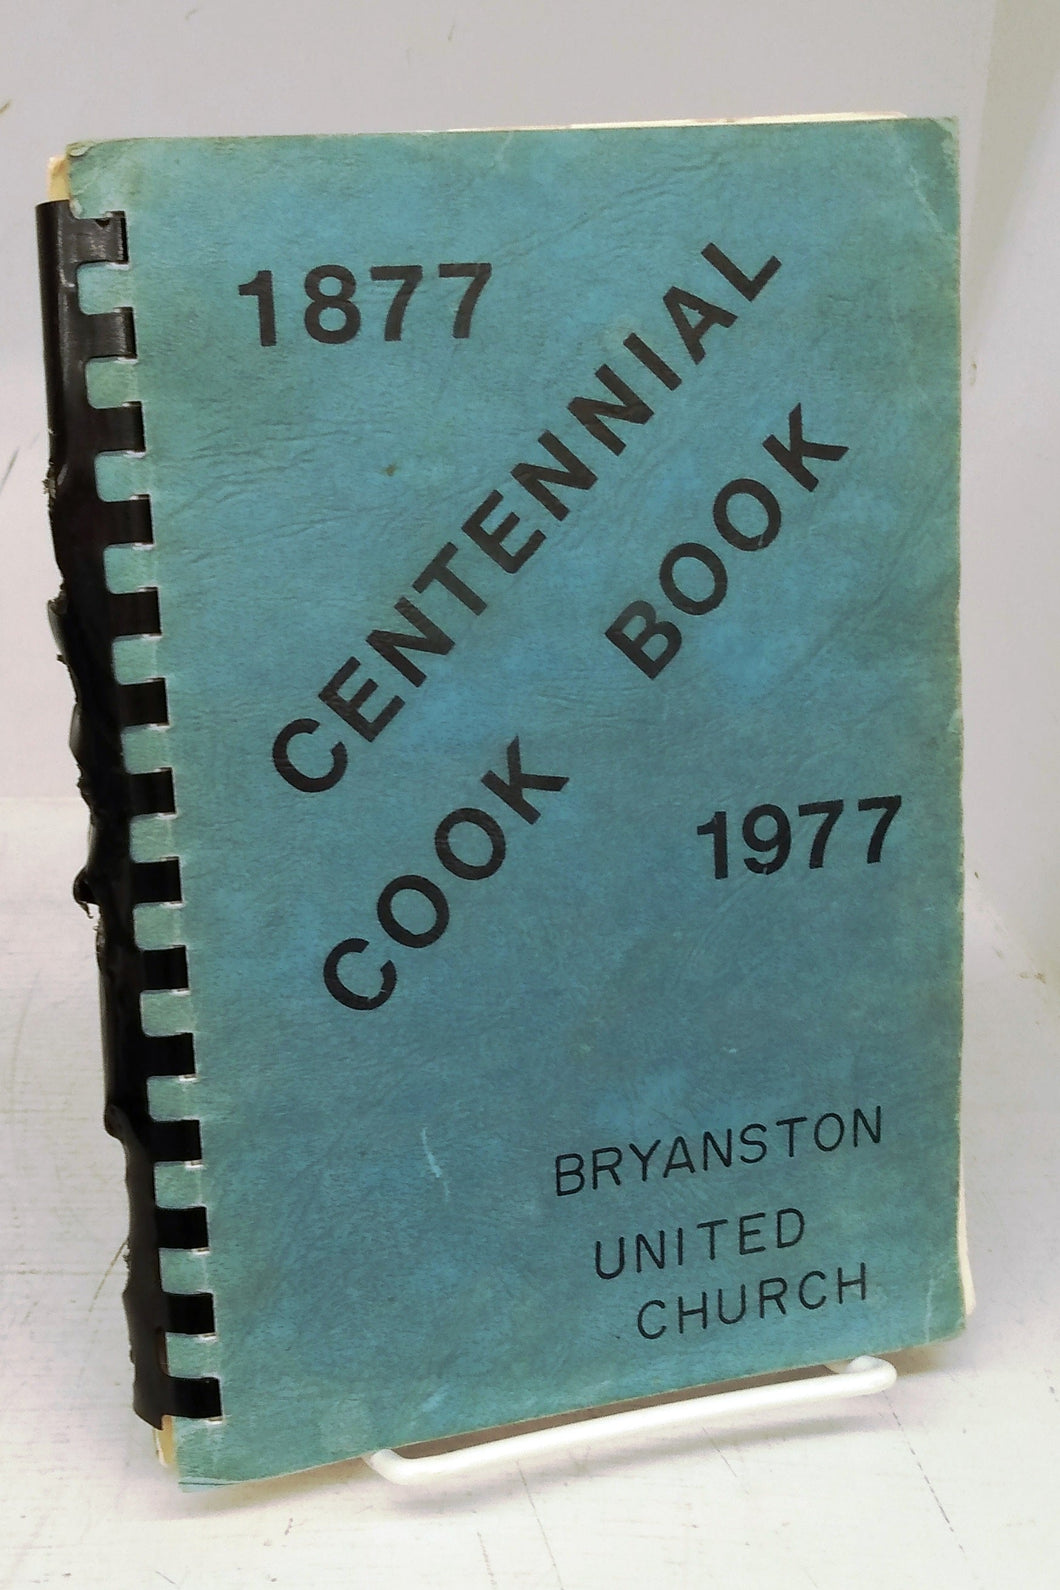 1877
CENTENNIAL
COOK BOOK
1977
BRYANSTON
UNITED
CHURCH